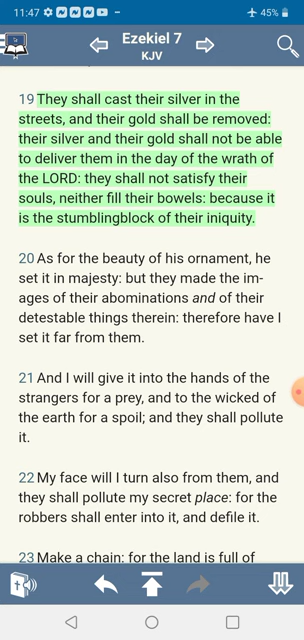 11:47
45%
Ezekiel 7
KJV
19 They shall cast their silver in the
streets, and their gold shall be removed:
their silver and their gold shall not be able
to deliver them in the day of the wrath of
the LORD: they shall not satisfy their
souls, neither fill their bowels: because it
is the stumblingblock of their iniquity.
20 As for the beauty of his ornament, he
set it in majesty: but they made the im-
ages of their abominations and of their
detestable things therein: therefore have I
set it far from them.
21 And I will give it into the hands of the
strangers for a prey, and to the wicked of
the earth for a spoil; and they shall pollute
it.
22 My face will I turn also from them, and
they shall pollute my secret place: for the
robbers shall enter into it, and defile it.
23 Make a chain: for the land is full of